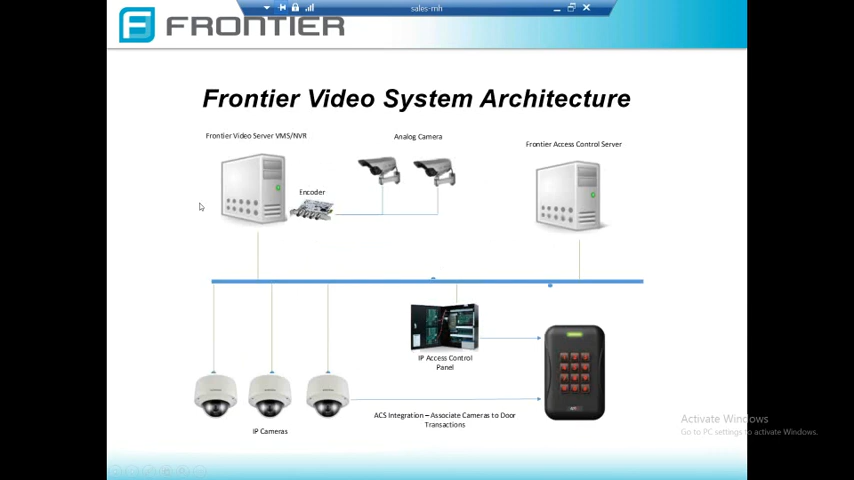 sales-mh
FRONTIER
Frontier Video System Architecture
Frontier Video Server VMS/NVR
Analog Camera
Frontier Access Control Server
Encoder
IP Access Control
Panel
ACS Integration – Associate Cameras to Door
Transactions
IP Cameras
Activate Windows
Go to PC settings to activate Windows.